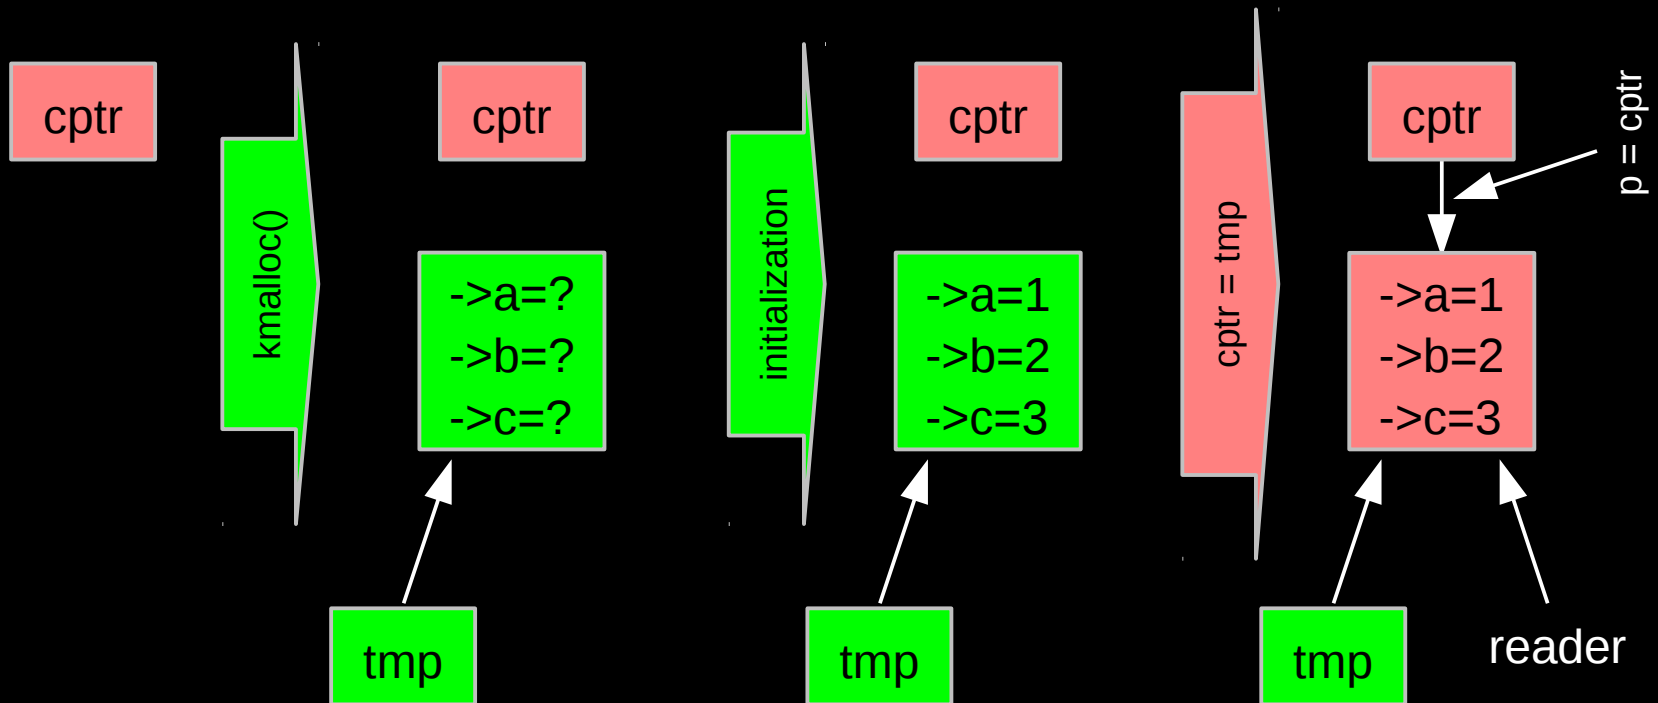 cptr
kmalloc()
cptr
->a=?
->b=?
->c=?
tmp
initialization
cptr
->a=1
->b=2
->c=3
tmp
cptr = tmp
cptr
p = cptr
->a=1
->b=2
->c=3
tmp
reader